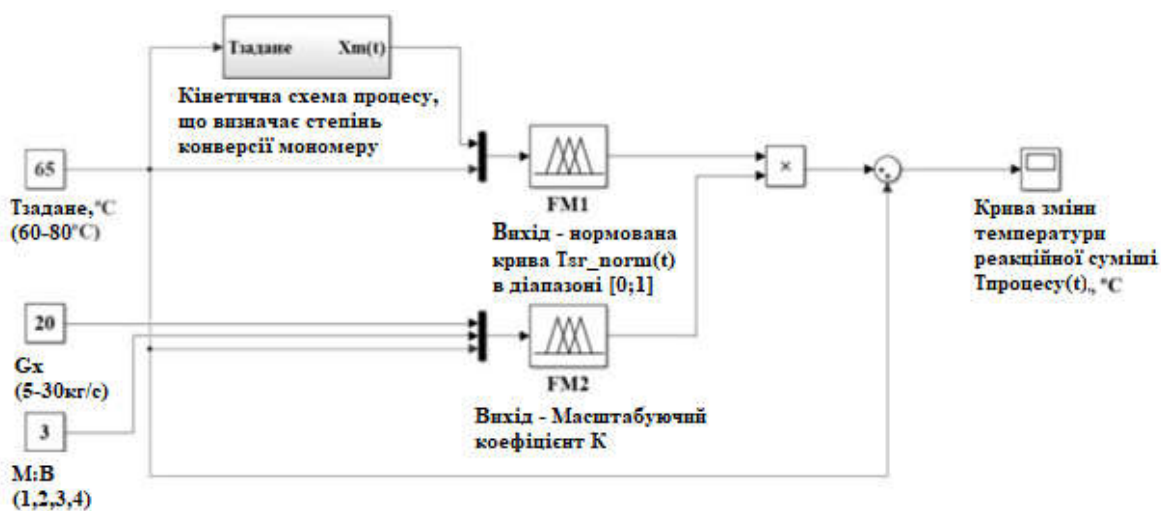 Тзадане Xm(t)
Кінетична схема процесу,
що визначає степінь
конверсії мономеру
65
Тзадане,°С
(60-80°С)
FM1
Вихід - нормована
крива Tsr_norm(t)
в діапазоні [0;1]
×
Крива зміни
температури
реакційної суміші
Тпроцесу(t)., °С
20
Gx
(5-30кг/с)
FM2
Вихід - Масштабуючий
коефіцієнт К
3
М:В
(1,2,3,4)